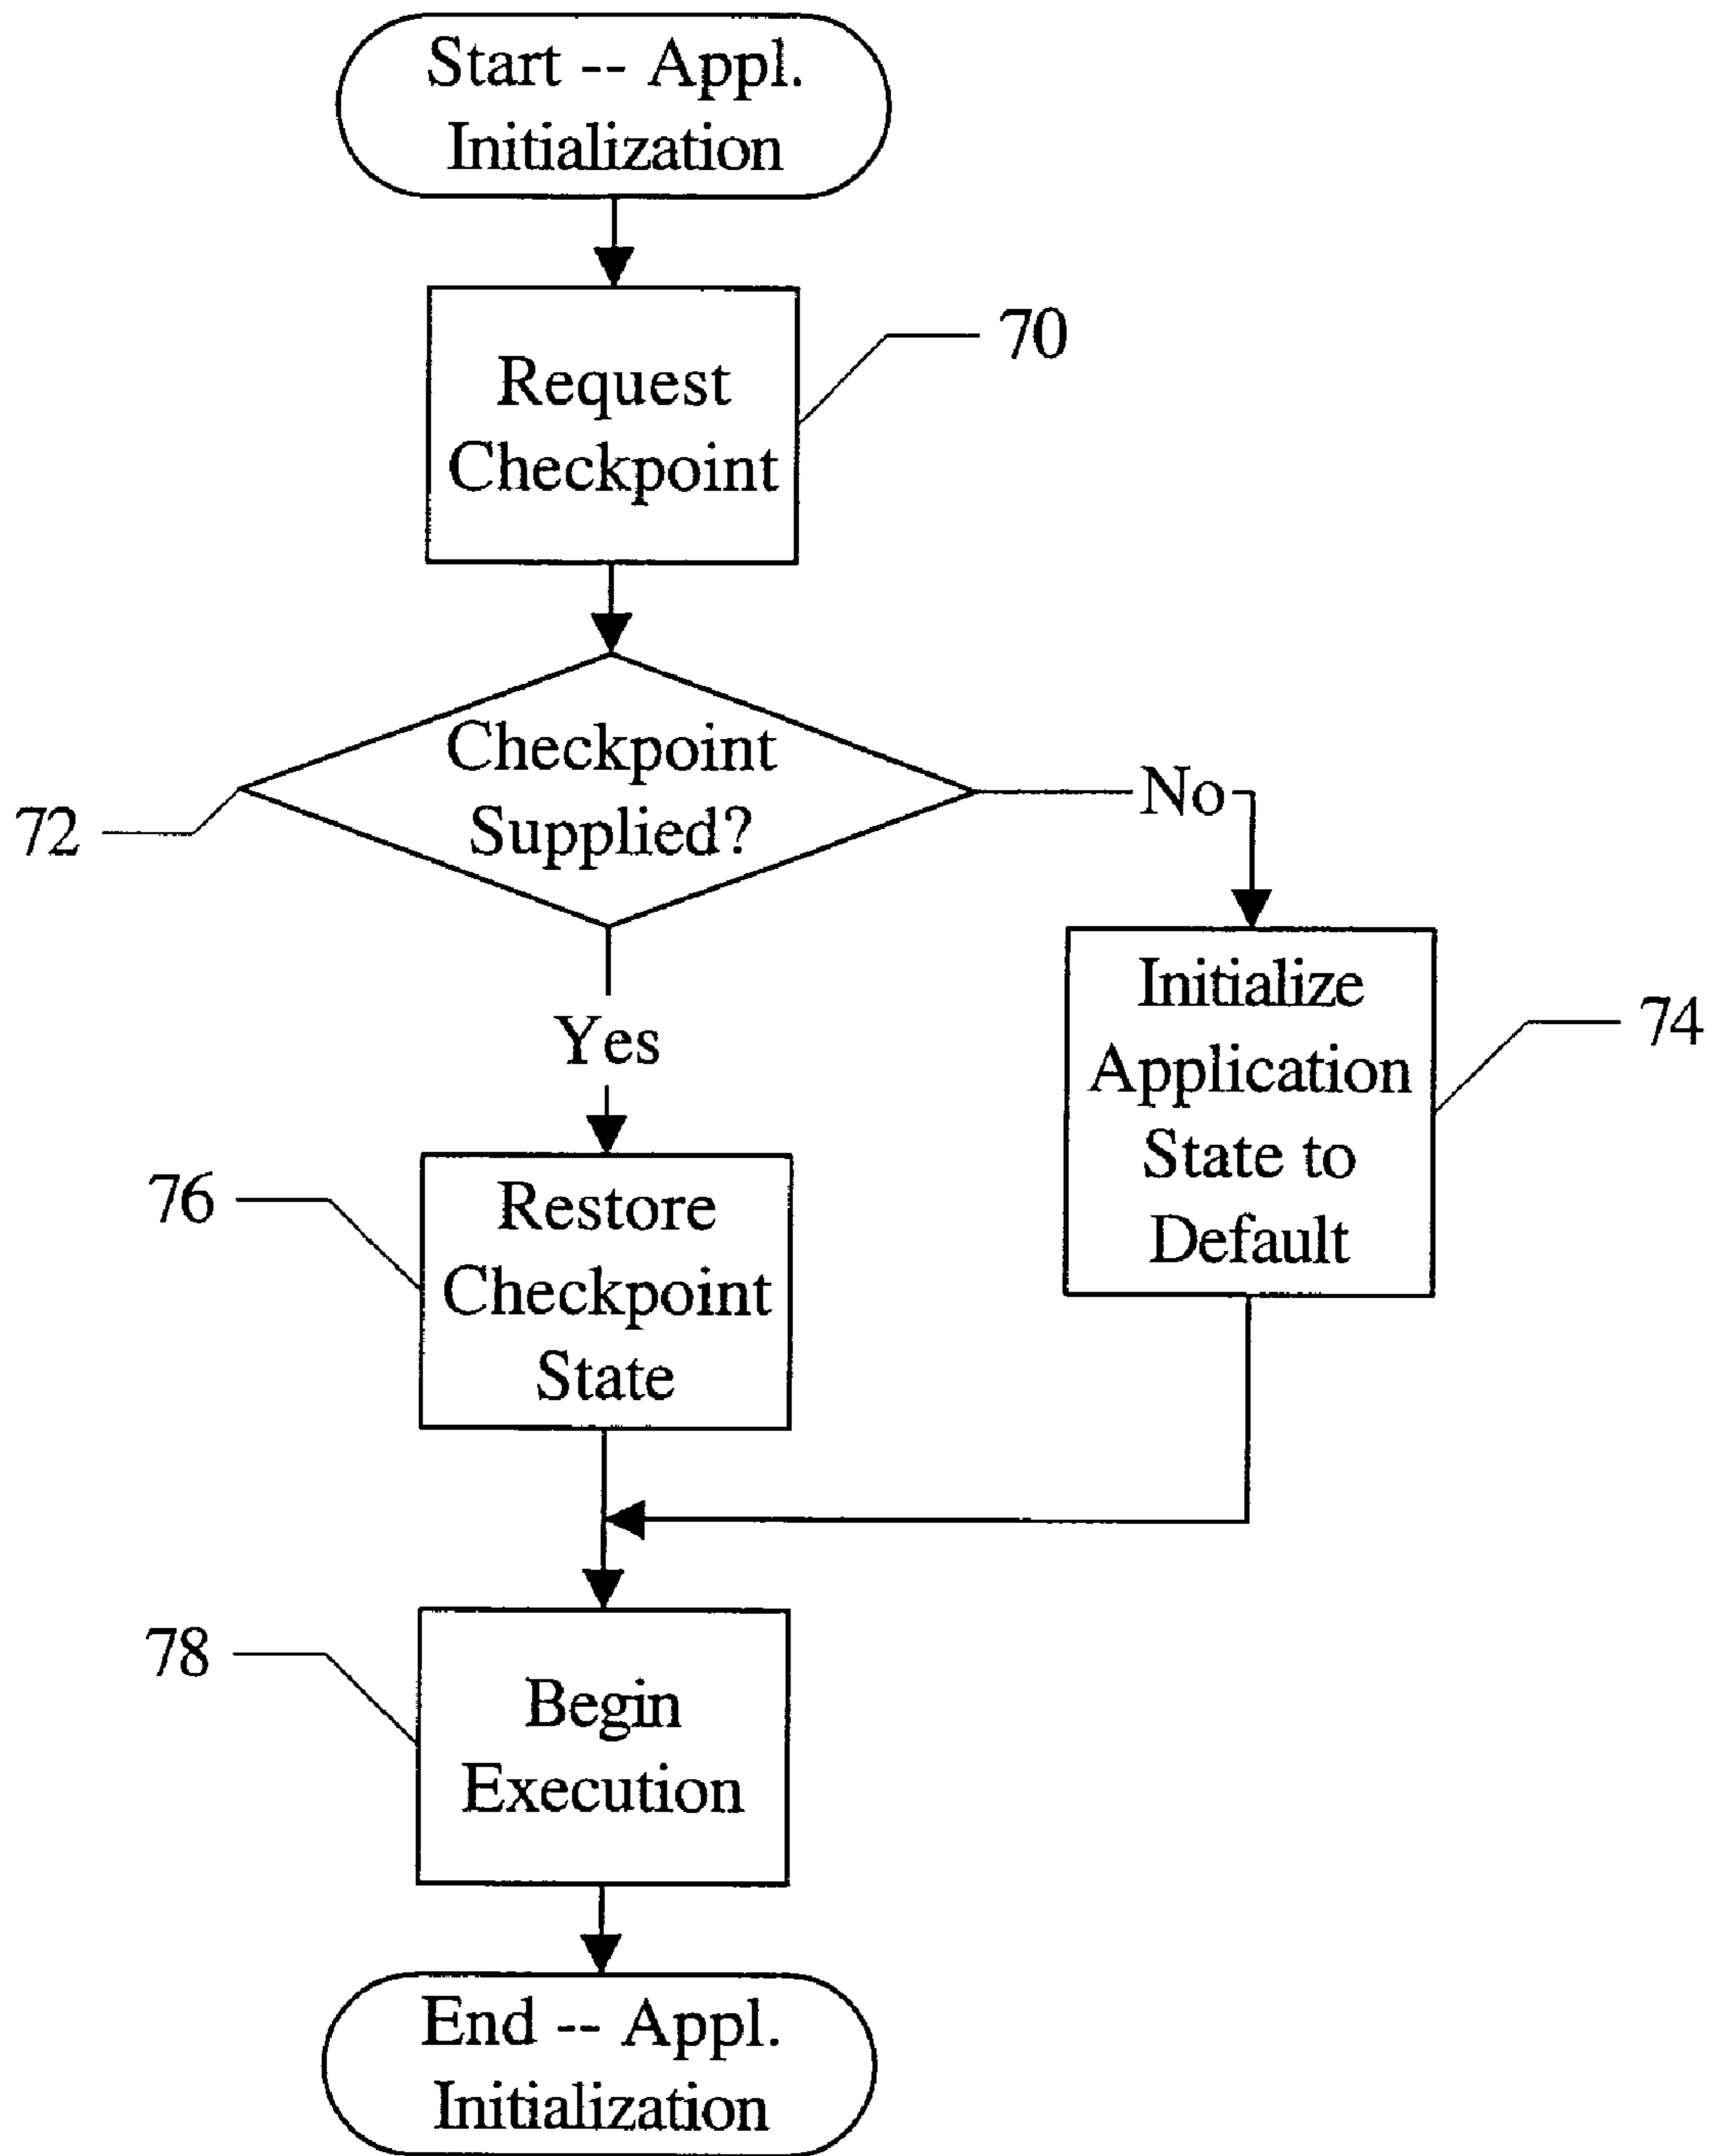 Start -- Appl.
Initialization
70
Request
Checkpoint
72
Checkpoint
Supplied?
No
Yes
74
Initialize
Application
State to
Default
76
Restore
Checkpoint
State
78
Begin
Execution
End -- Appl.
Initialization